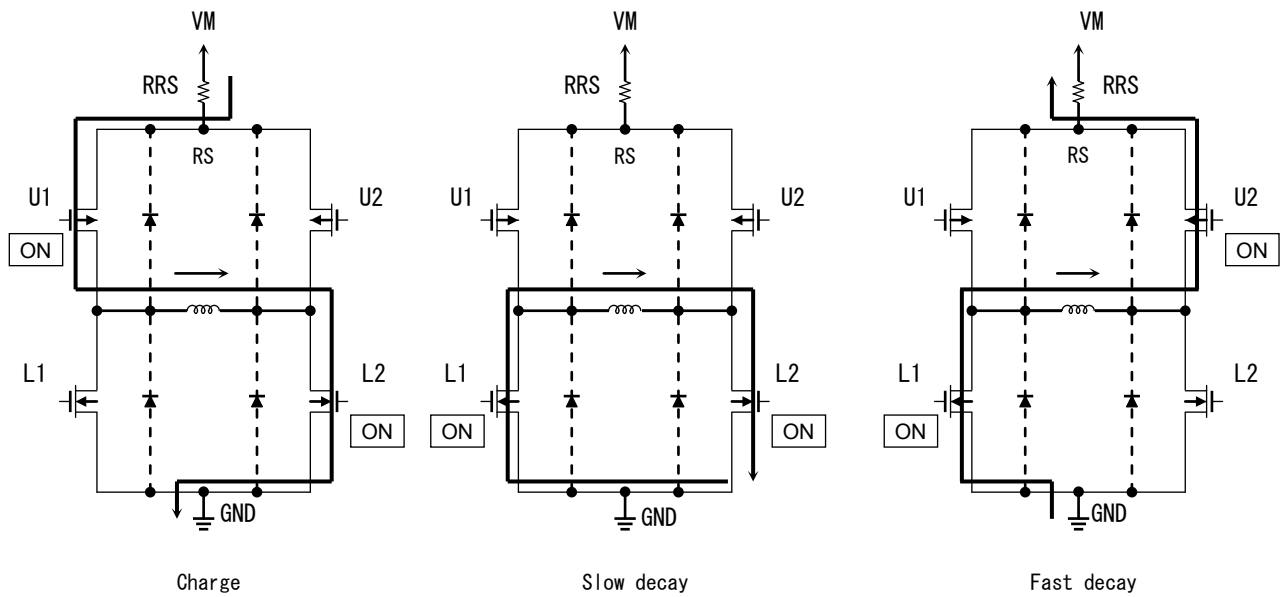 VM
RRS
RS
U1
U2
ON
L1
L2
ON
GND
Charge
VM
RRS
RS
U1
U2
L1
L2
ON
ON
GND
Slow decay
VM
RRS
RS
U1
U2
ON
L1
L2
ON
GND
Fast decay